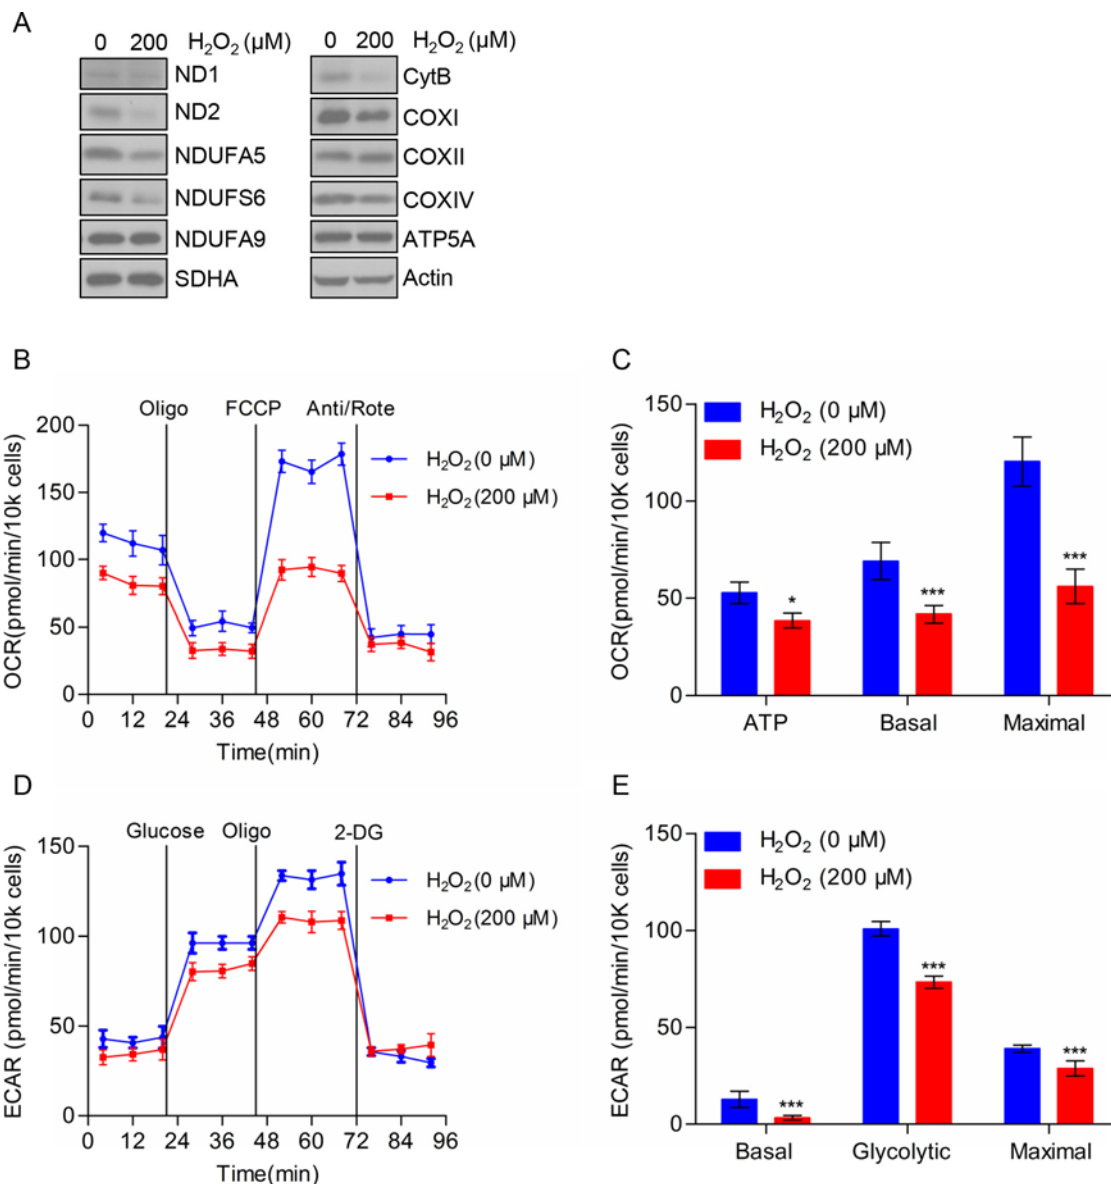 A
0 200 H₂O₂ (µM)
ND1
ND2
NDUFA5
NDUFS6
NDUFA9
SDHA
0 200 H₂O₂ (µM)
CytB
COXI
COXII
COXIV
ATP5A
Actin
B
Oligo FCCP Anti/Rote
H₂O₂(0 µM)
H₂O₂(200 µM)
OCR(pmol/min/10k cells)
200
150
100
50
0
0 12 24 36 48 60 72 84 96
Time(min)
C
H₂O₂ (0 µM)
H₂O₂ (200 µM)
OCR(pmol/min/10K cells)
150
100
50
0
* *** ***
ATP Basal Maximal
D
Glucose Oligo 2-DG
H₂O₂(0 µM)
H₂O₂(200 µM)
ECAR (pmol/min/10k cells)
150
100
50
0
0 12 24 36 48 60 72 84 96
Time(min)
E
H₂O₂ (0 µM)
H₂O₂ (200 µM)
ECAR (pmol/min/10K cells)
150
100
50
0
*** *** ***
Basal Glycolytic Maximal